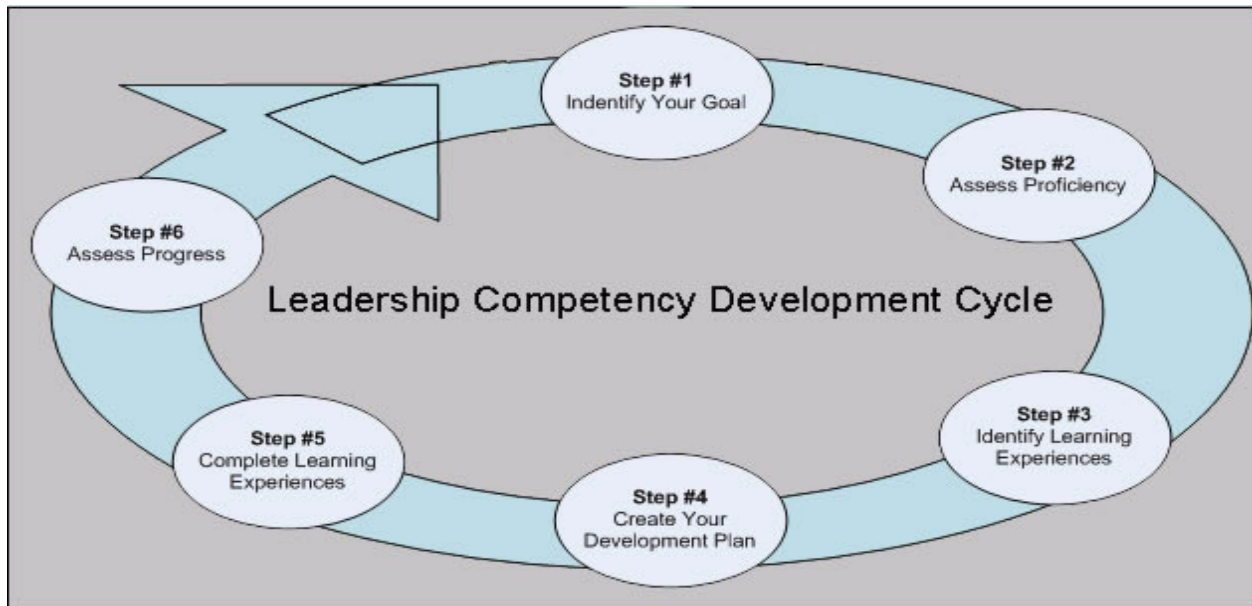 Step #1
Indentify Your Goal
Step #2
Assess Proficiency
Step #3
Identify Learning
Experiences
Step #4
Create Your
Development Plan
Step #5
Complete Learning
Experiences
Step #6
Assess Progress
Leadership Competency Development Cycle